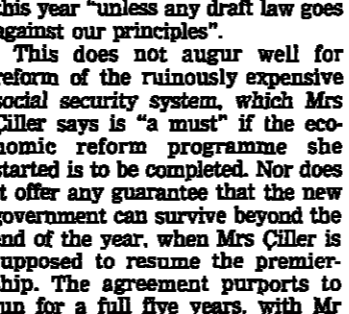 this year "unless any draft law goes
against our principles".
This does not augur well for
reform of the ruinously expensive
social security system, which Mrs
Çiller says is "a must" if the eco-
nomic reform programme she
started is to be completed. Nor does
it offer any guarantee that the new
government can survive beyond the
end of the year, when Mrs Çiller is
supposed to resume the premier-
ship. The agreement purports to
run for a full five years, with Mr